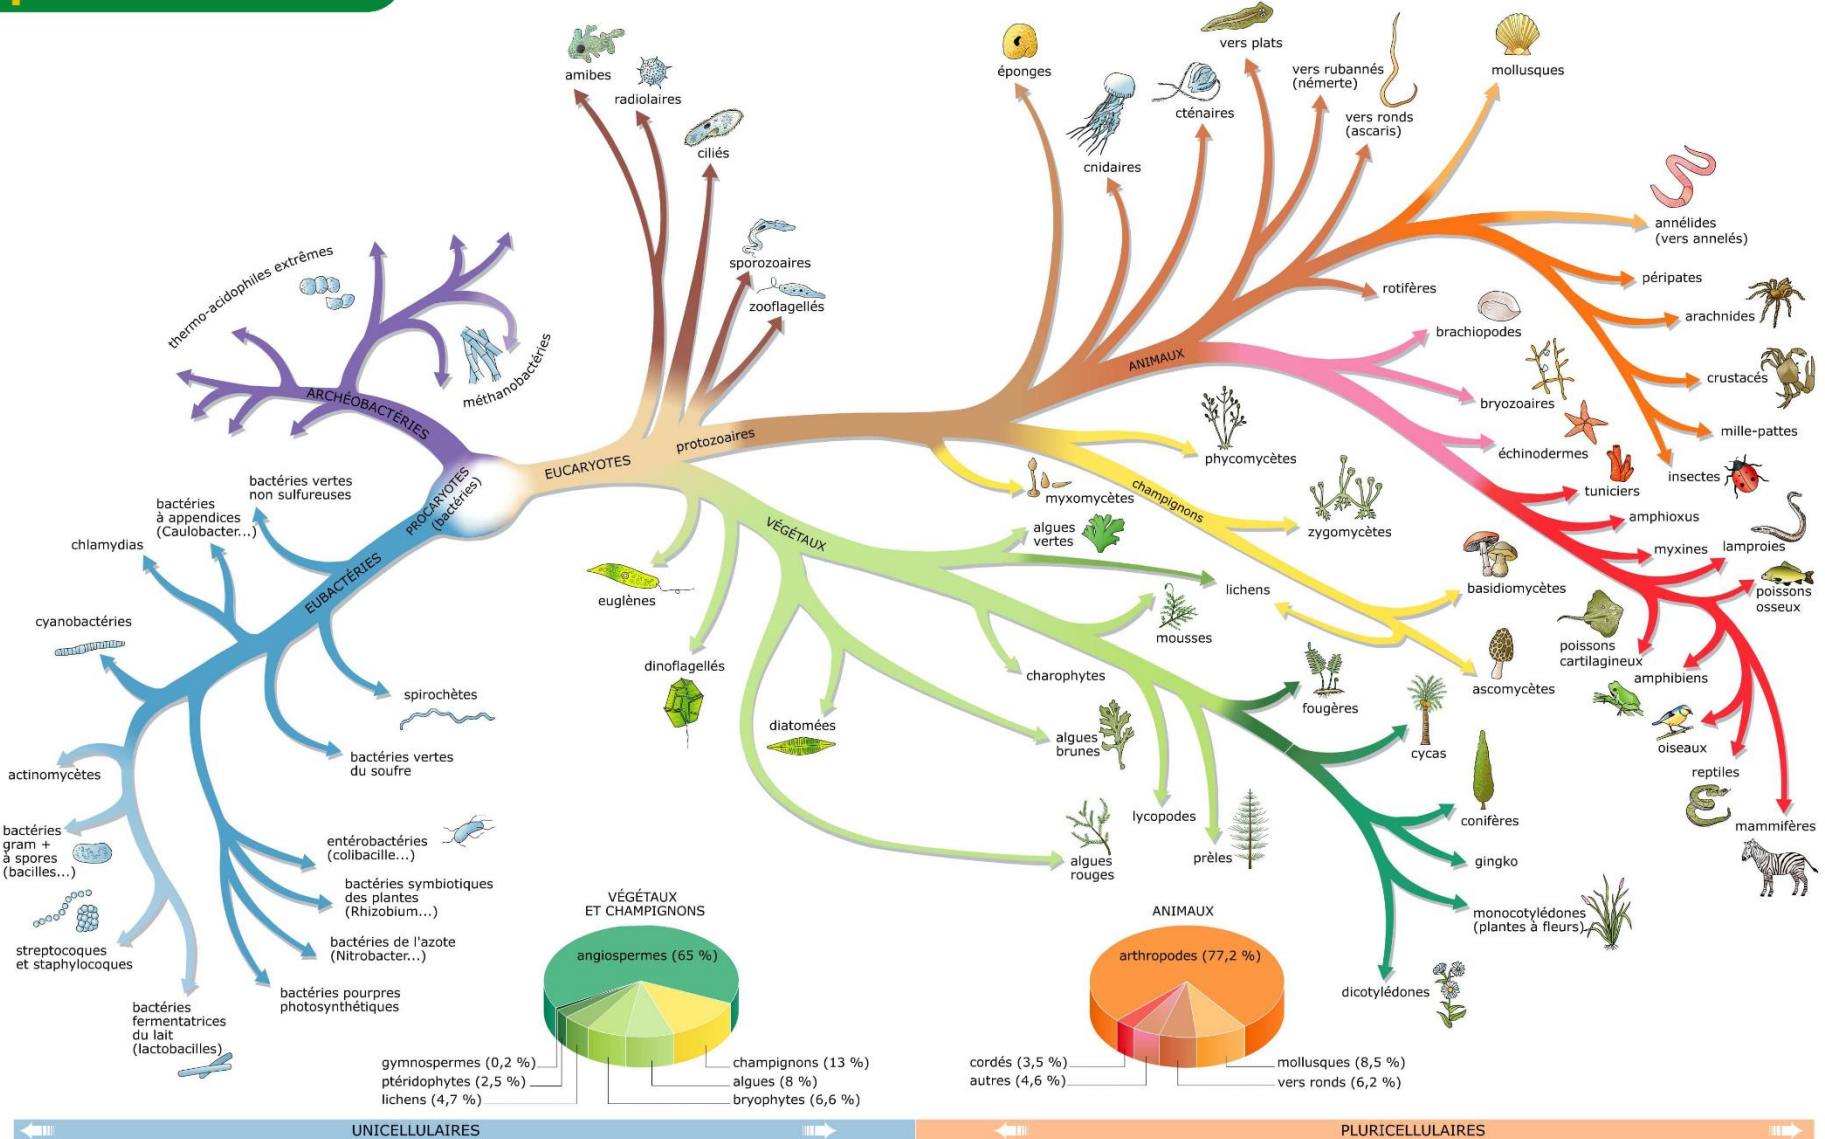 amibes
radiolaires
ciliés
sporozoaires
zooflagellés
éponges
cnidaires
cténaires
vers plats
vers rubannés
(némerte)
vers ronds
(ascaris)
mollusques
annélides
(vers annelés)
péripates
arachnides
crustacés
mille-pattes
insectes
rotifères
brachiopodes
bryozoaires
échinodermes
tuniciers
amphioxus
myxines
lamproies
poissons
osseux
poissons
cartilagineux
amphibiens
oiseaux
reptiles
mammifères
ANIMAUX
thermo-acidophiles extrêmes
méthanobactéries
ARCHÉOBACTÉRIES
PROCARYOTES
(bactéries)
EUCARYOTES
protozoaires
EUBACTÉRIES
bactéries vertes
non sulfureuses
bactéries
à appendices
(Caulobacter...)
chlamydias
cyanobactéries
spirochètes
bactéries vertes
du soufre
actinomycètes
bactéries
gram +
à spores
(bacilles...)
streptocoques
et staphylocoques
bactéries
fermentatrices
du lait
(lactobacilles)
entérobactéries
(colibacille...)
bactéries symbiotiques
des plantes
(Rhizobium...)
bactéries de l'azote
(Nitrobacter...)
bactéries pourpres
photosynthétiques
VÉGÉTAUX
euglènes
dinoflagellés
diatomées
algues
brunes
algues
rouges
algues
vertes
lichens
charophytes
mousses
lycopodes
prèles
fougères
cycas
conifères
gingko
monocotylédones
(plantes à fleurs)
dicotylédones
champignons
phycomycètes
myxomycètes
zygomycètes
basidiomycètes
ascomycètes
VÉGÉTAUX
ET CHAMPIGNONS
angiospermes (65 %)
gymnospermes (0,2 %)
ptéridophytes (2,5 %)
lichens (4,7 %)
champignons (13 %)
algues (8 %)
bryophytes (6,6 %)
ANIMAUX
arthropodes (77,2 %)
cordés (3,5 %)
autres (4,6 %)
mollusques (8,5 %)
vers ronds (6,2 %)
UNICELLULAIRES
PLURICELLULAIRES